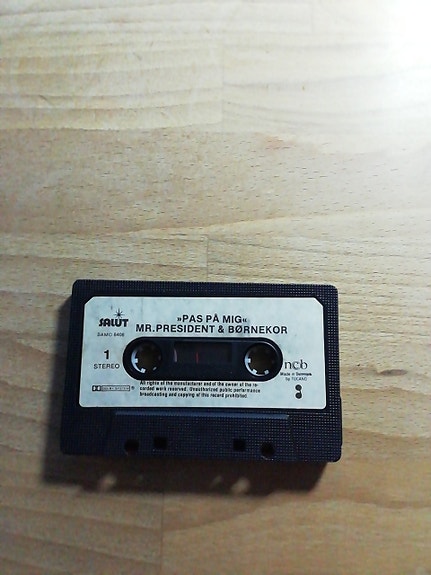 »PAS PÅ MIG«
SALUT
MR.PRESIDENT & BØRNEKOR
1
STEREO
ncb
Made in Denmark
by TOCANO
All rights of the manufacturer and of the owner of the re-
corded work reserved. Unauthorized public performance
broadcasting and copying of this record prohibited.